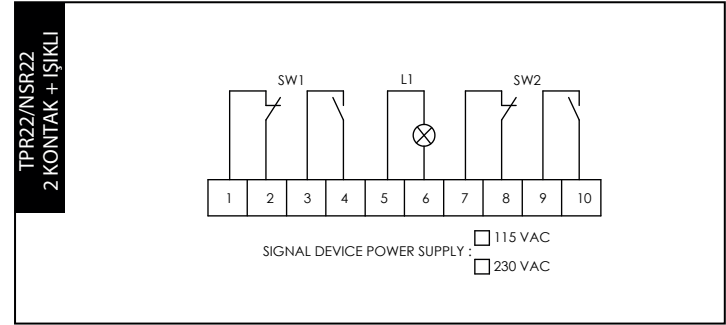 TPR22/NSR22
2 KONTAK + IŞIKLI
SW1 L1 SW2
1 2 3 4 5 6 7 8 9 10
SIGNAL DEVICE POWER SUPPLY :
115 VAC
230 VAC